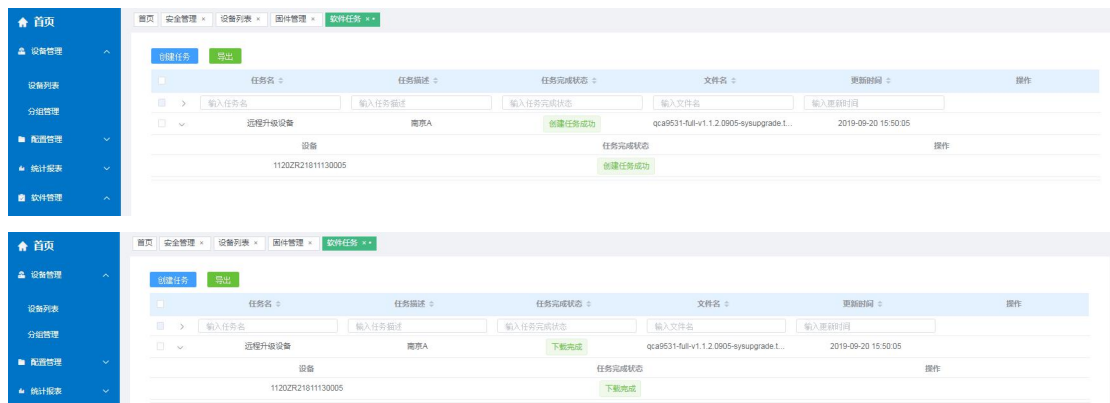 首页 首页 安全管理 × 设备列表 × 固件管理 × 软件任务 ×
设备管理 创建任务 导出
任务名 任务描述 任务完成状态 文件名 更新时间 操作
设备列表
输入任务名 输入任务描述 输入任务完成状态 输入文件名 输入更新时间
分组管理
远程升级设备 南京A 创建任务成功 qca9531-full-v1.1.2.0905-sysupgrade.t... 2019-09-20 15:50:05
配置管理 设备 任务完成状态 操作
统计报表 1120ZR21811130005 创建任务成功
软件管理
首页 首页 安全管理 × 设备列表 × 固件管理 × 软件任务 ×
设备管理 创建任务 导出
任务名 任务描述 任务完成状态 文件名 更新时间 操作
设备列表
输入任务名 输入任务描述 输入任务完成状态 输入文件名 输入更新时间
分组管理
远程升级设备 南京A 下载完成 qca9531-full-v1.1.2.0905-sysupgrade.t... 2019-09-20 15:50:05
配置管理 设备 任务完成状态 操作
统计报表 1120ZR21811130005 下载完成